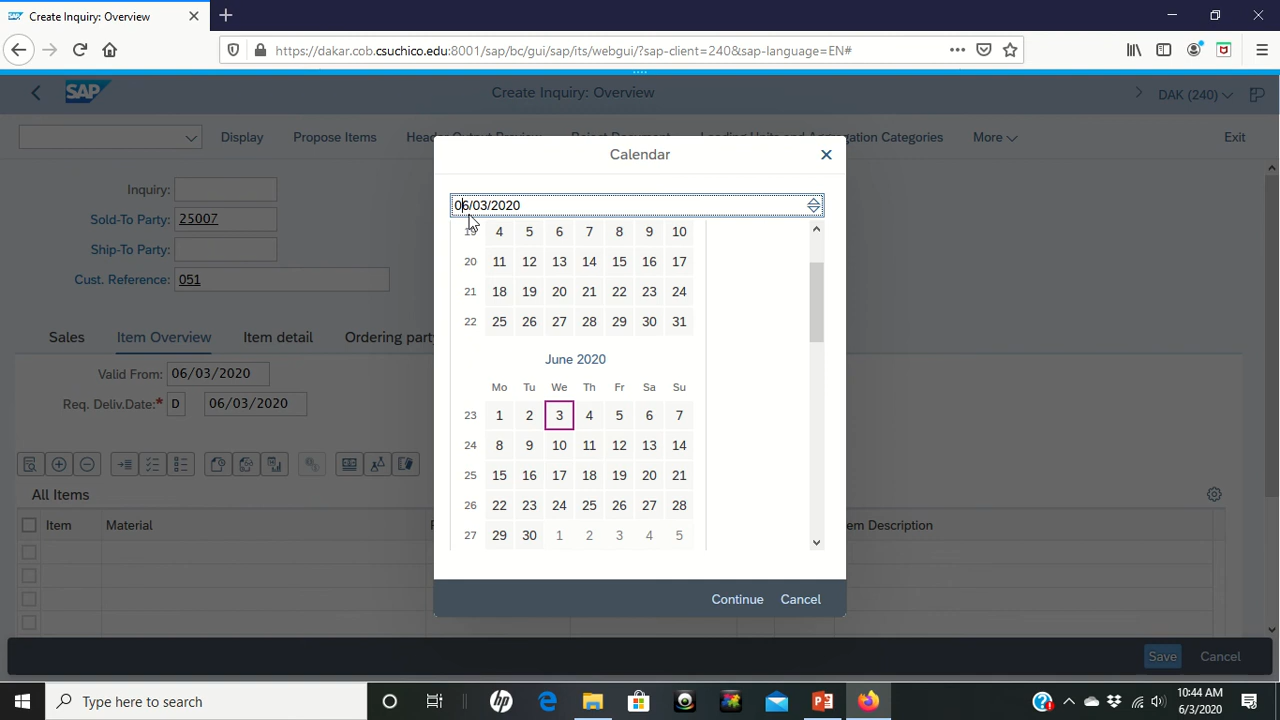 Create Inquiry: Overview
https://dakar.cob.csuchico.edu:8001/sap/bc/gui/sap/its/webgui/?sap-client=240&sap-language=EN#
SAP
Create Inquiry: Overview
DAK (240)
Display
Propose Items
More
Exit
Calendar
Inquiry:
Sold-To Party: 25007
Ship-To Party:
Cust. Reference: 051
06/03/2020
19 4 5 6 7 8 9 10
20 11 12 13 14 15 16 17
21 18 19 20 21 22 23 24
22 25 26 27 28 29 30 31
June 2020
Mo Tu We Th Fr Sa Su
23 1 2 3 4 5 6 7
24 8 9 10 11 12 13 14
25 15 16 17 18 19 20 21
26 22 23 24 25 26 27 28
27 29 30 1 2 3 4 5
Continue Cancel
Sales
Item Overview
Item detail
Ordering part
Valid From: 06/03/2020
Req. Deliv.Date:* D 06/03/2020
All Items
Item
Material
em Description
Save
Cancel
Type here to search
hp
10:44 AM
6/3/2020